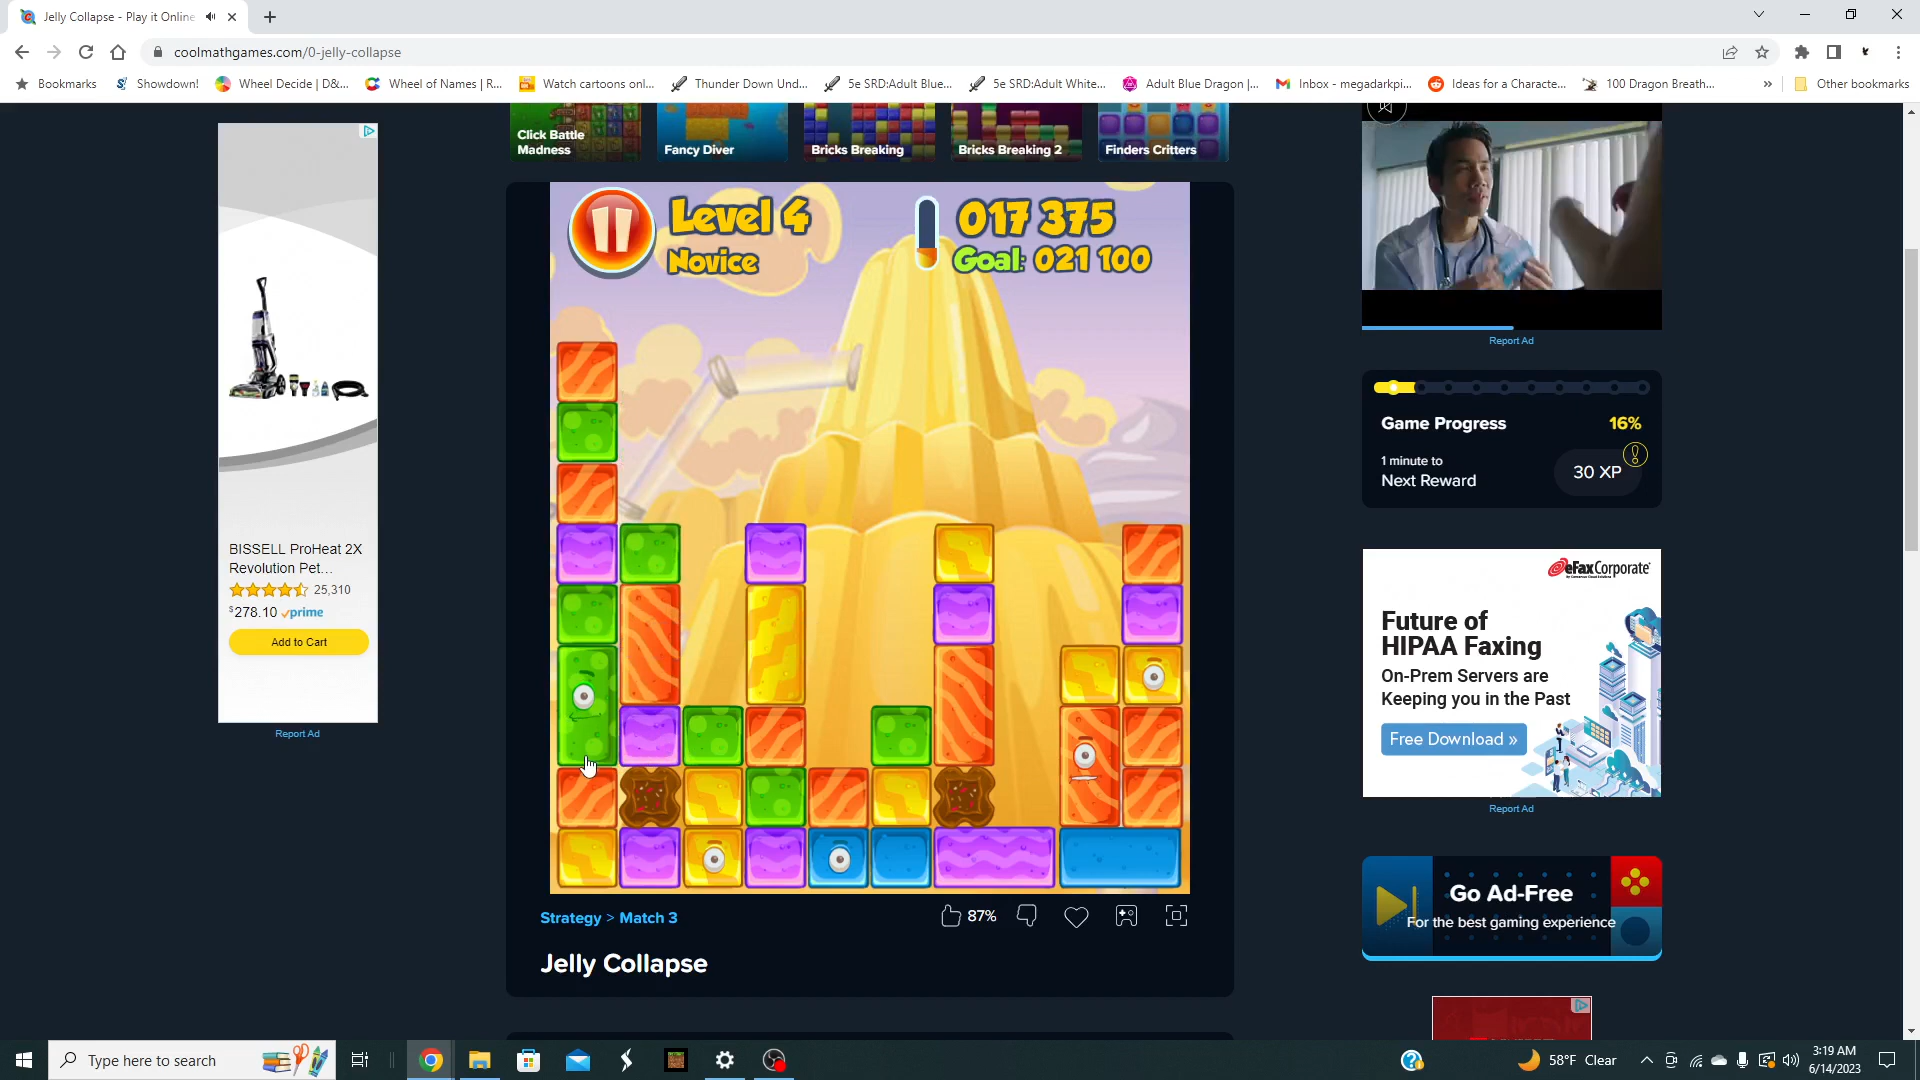 Jelly Collapse - Play it Online
coolmathgames.com/0-jelly-collapse
Bookmarks
Showdown!
Wheel Decide | D&...
Wheel of Names | R...
Watch cartoons onl...
Thunder Down Und...
5e SRD:Adult Blue...
5e SRD:Adult White...
Adult Blue Dragon |...
Inbox - megadarkpi...
Ideas for a Characte...
100 Dragon Breath...
»
Other bookmarks
Click Battle
Madness
Fancy Diver
Bricks Breaking
Bricks Breaking 2
Finders Critters
Level 4
Novice
017 375
Goal: 021 100
BISSELL ProHeat 2X
Revolution Pet...
25,310
$278.10 prime
Add to Cart
Report Ad
Report Ad
Game Progress
16%
1 minute to
Next Reward
30 XP
eFax Corporate
Future of
HIPAA Faxing
On-Prem Servers are
Keeping you in the Past
Free Download »
Report Ad
Go Ad-Free
For the best gaming experience
Strategy > Match 3
87%
Jelly Collapse
Type here to search
58°F Clear
3:19 AM
6/14/2023